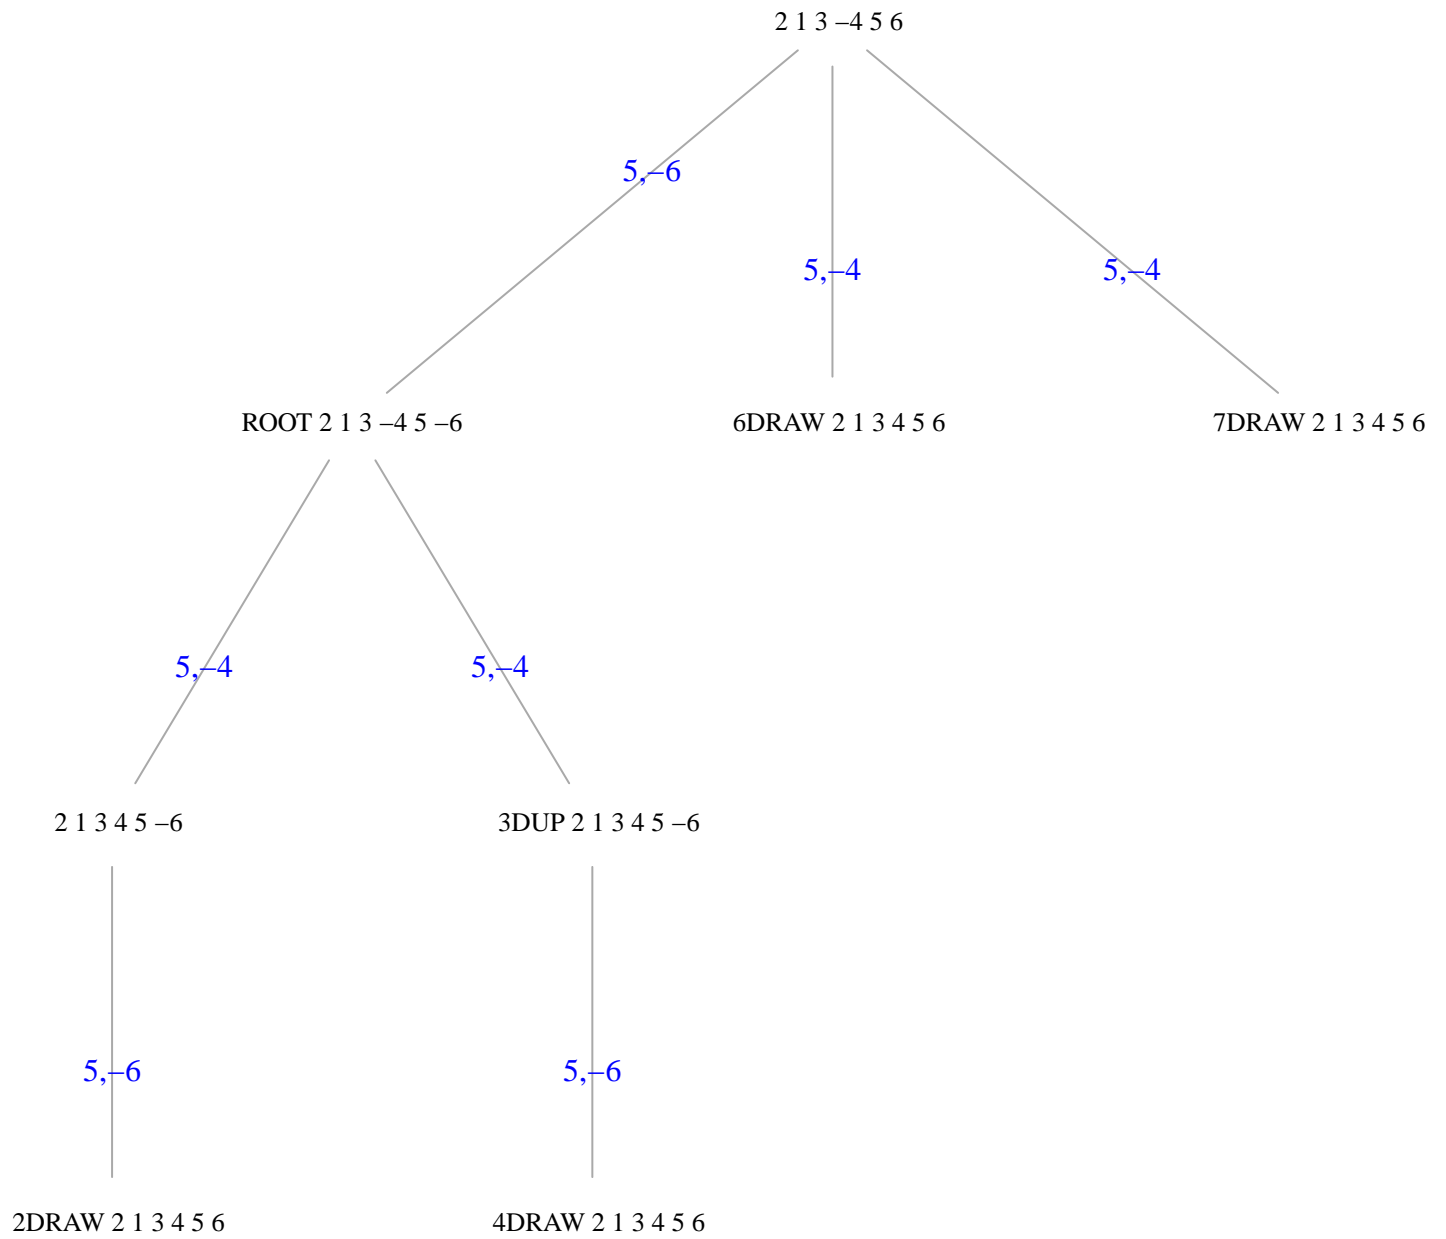 2 1 3 –4 5 6
5,–6
5,–4
5,–4
ROOT 2 1 3 –4 5 –6
6DRAW 2 1 3 4 5 6
7DRAW 2 1 3 4 5 6
5,–4
5,–4
2 1 3 4 5 –6
3DUP 2 1 3 4 5 –6
5,–6
5,–6
2DRAW 2 1 3 4 5 6
4DRAW 2 1 3 4 5 6